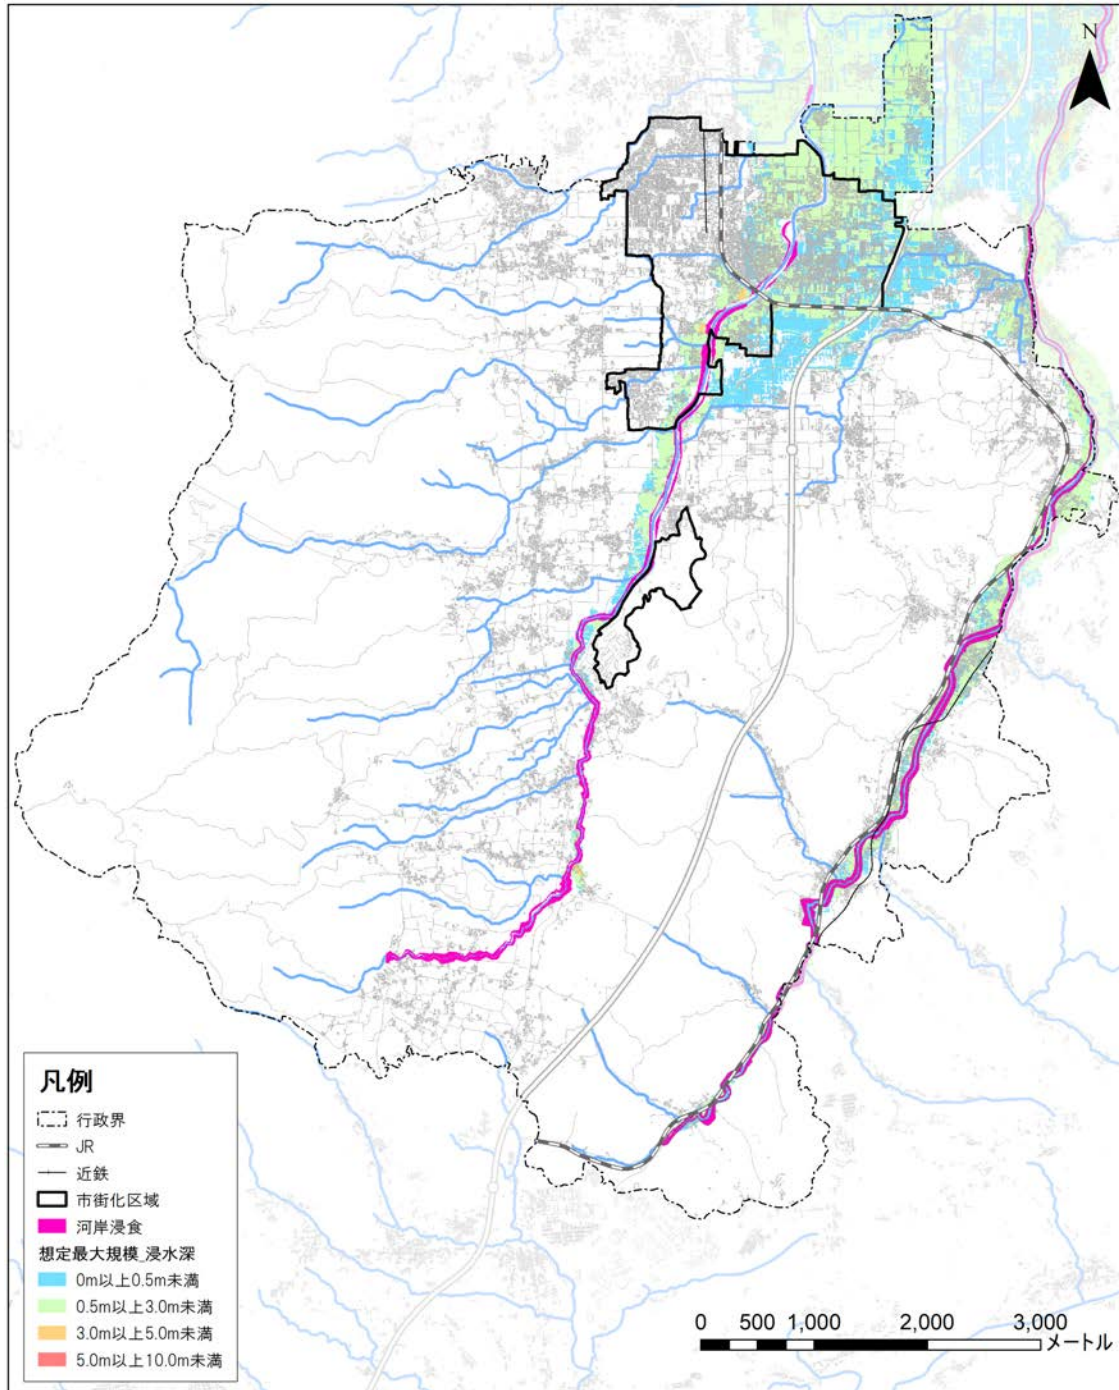 N
凡例
行政界
JR
近鉄
市街化区域
河岸浸食
想定最大規模_浸水深
0m以上0.5m未満
0.5m以上3.0m未満
3.0m以上5.0m未満
5.0m以上10.0m未満
0 500 1,000 2,000 3,000
メートル